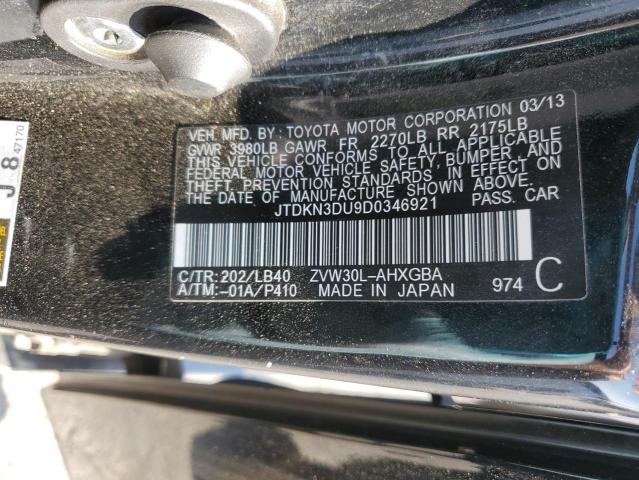 VEH. MFD. BY: TOYOTA MOTOR CORPORATION 03/13
GVWR 3980LB GAWR FR 2270LB RR 2175LB
THIS VEHICLE CONFORMS TO ALL APPLICABLE
FEDERAL MOTOR VEHICLE SAFETY, BUMPER, AND
THEFT PREVENTION STANDARDS IN EFFECT ON
THE DATE OF MANUFACTURE SHOWN ABOVE.
JTDKN3DU9D0346921 PASS. CAR
C/TR: 202/LB40 ZVW30L-AHXGBA
A/TM: -01A/P410 MADE IN JAPAN 974 C
J 8
47170